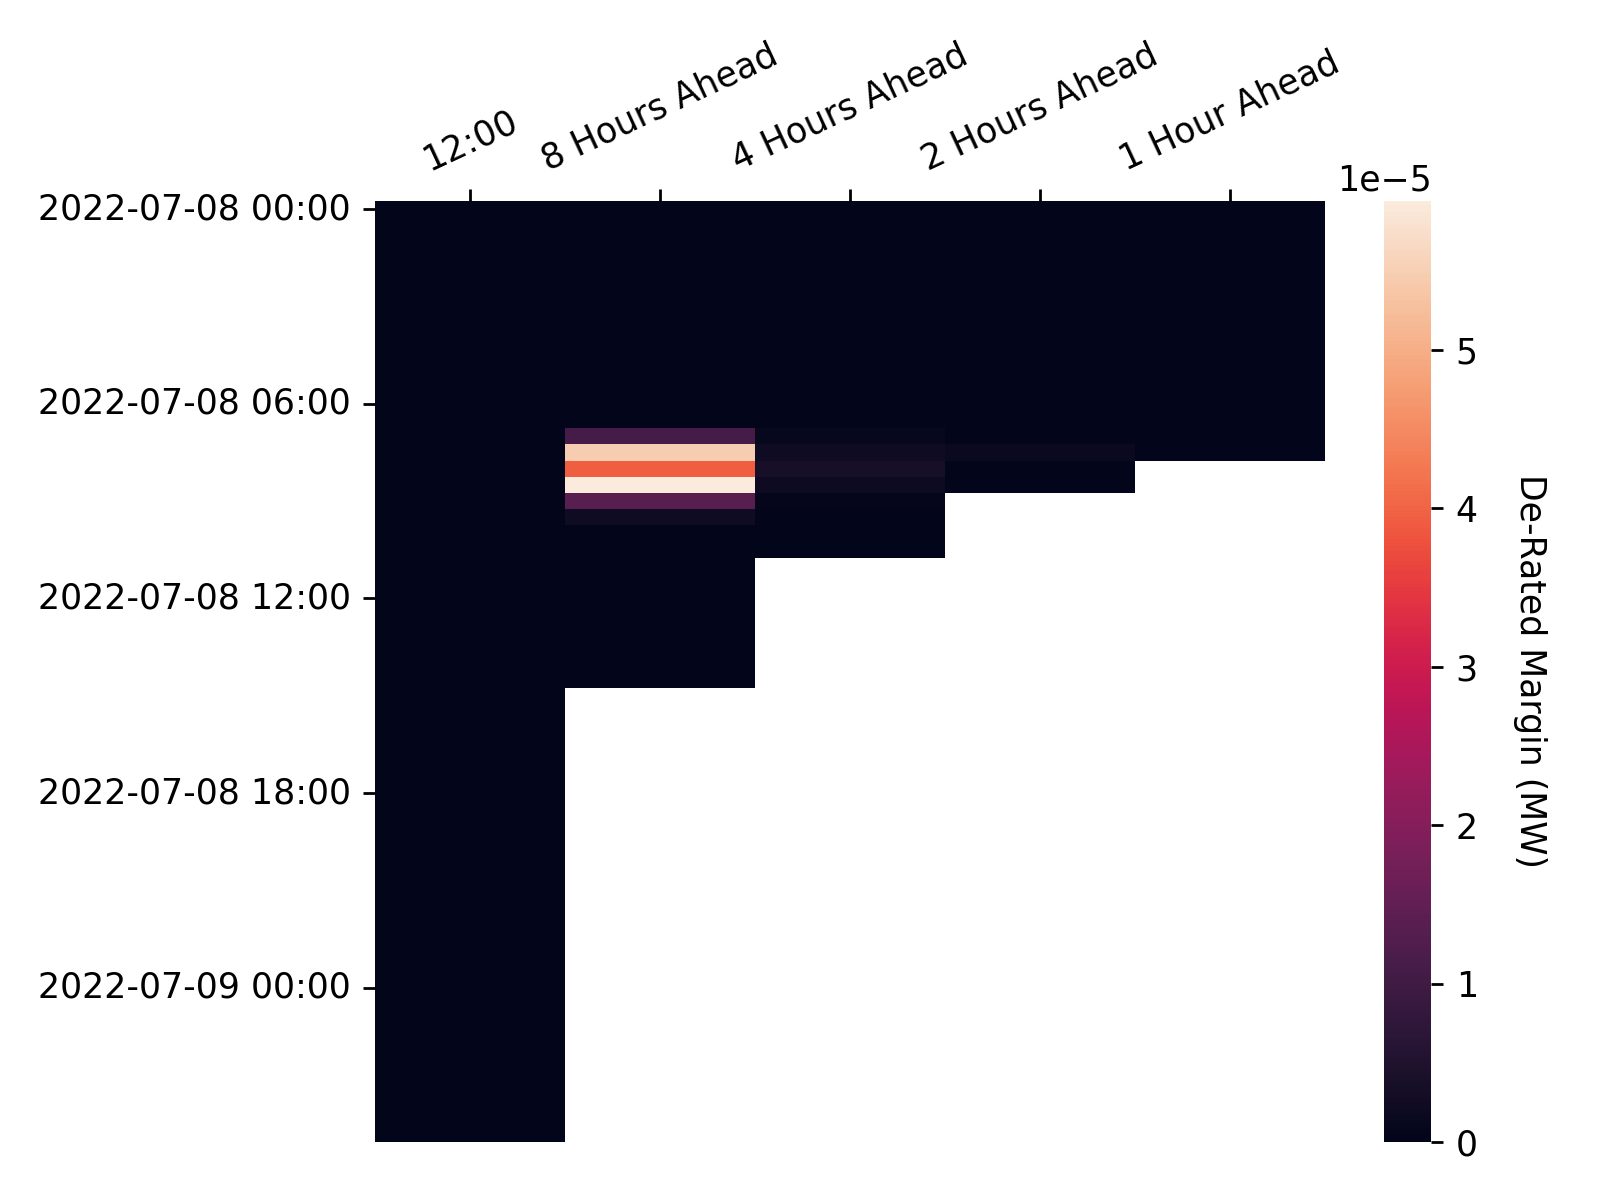 12:00
8 Hours Ahead
4 Hours Ahead
2 Hours Ahead
1 Hour Ahead
1e−5
2022-07-08 00:00
2022-07-08 06:00
2022-07-08 12:00
2022-07-08 18:00
2022-07-09 00:00
5
4
3
2
1
0
De-Rated Margin (MW)